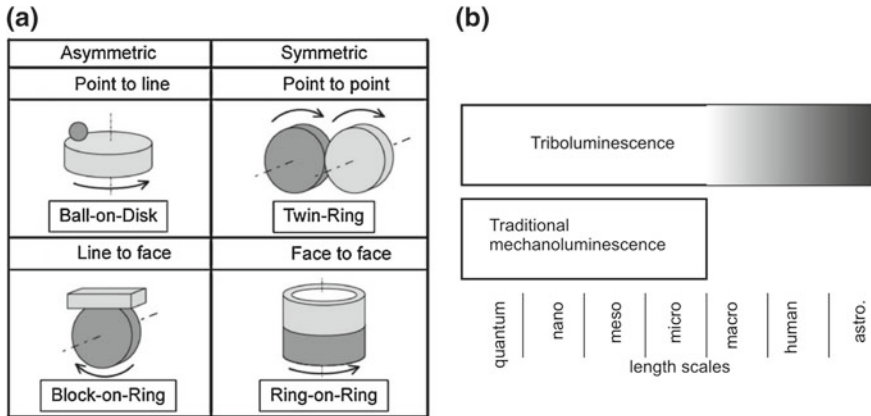 (a)
Asymmetric
Symmetric
Point to line
Point to point
Ball-on-Disk
Twin-Ring
Line to face
Face to face
Block-on-Ring
Ring-on-Ring
(b)
Triboluminescence
Traditional
mechanoluminescence
quantum
nano
meso
micro
macro
human
astro.
length scales